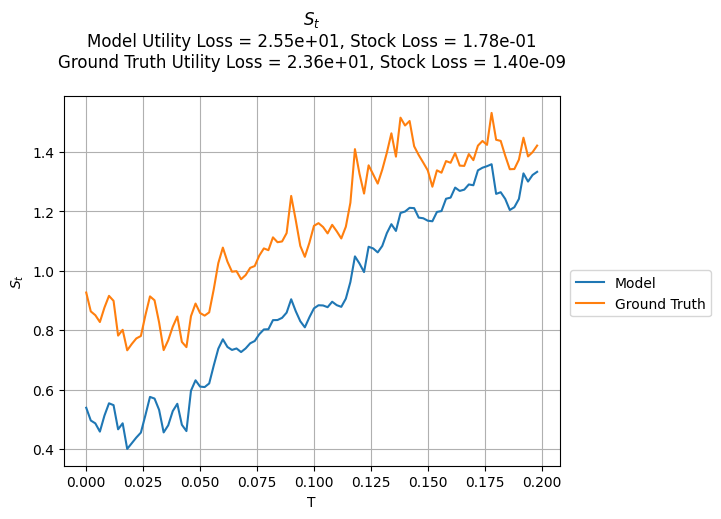 S_t
Model Utility Loss = 2.55e+01, Stock Loss = 1.78e-01
Ground Truth Utility Loss = 2.36e+01, Stock Loss = 1.40e-09
1.4
1.2
1.0
0.8
0.6
0.4
S_t
0.000 0.025 0.050 0.075 0.100 0.125 0.150 0.175 0.200
T
Model
Ground Truth